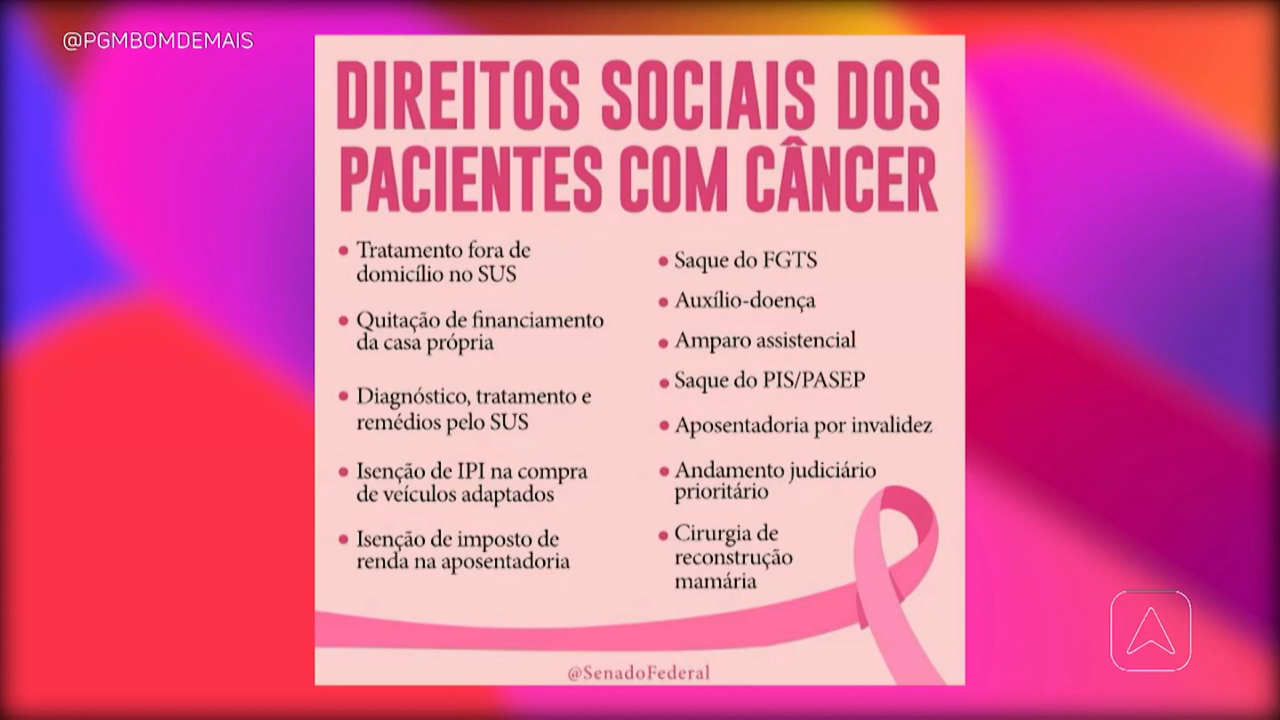 @PGMBOMDEMAIS
DIREITOS SOCIAIS DOS
PACIENTES COM CÂNCER
• Tratamento fora de
domicílio no SUS
• Quitação de financiamento
da casa própria
• Diagnóstico, tratamento e
remédios pelo SUS
• Isenção de IPI na compra
de veículos adaptados
• Isenção de imposto de
renda na aposentadoria
• Saque do FGTS
• Auxílio-doença
• Amparo assistencial
• Saque do PIS/PASEP
• Aposentadoria por invalidez
• Andamento judiciário
prioritário
• Cirurgia de
reconstrução
mamária
@SenadoFederal